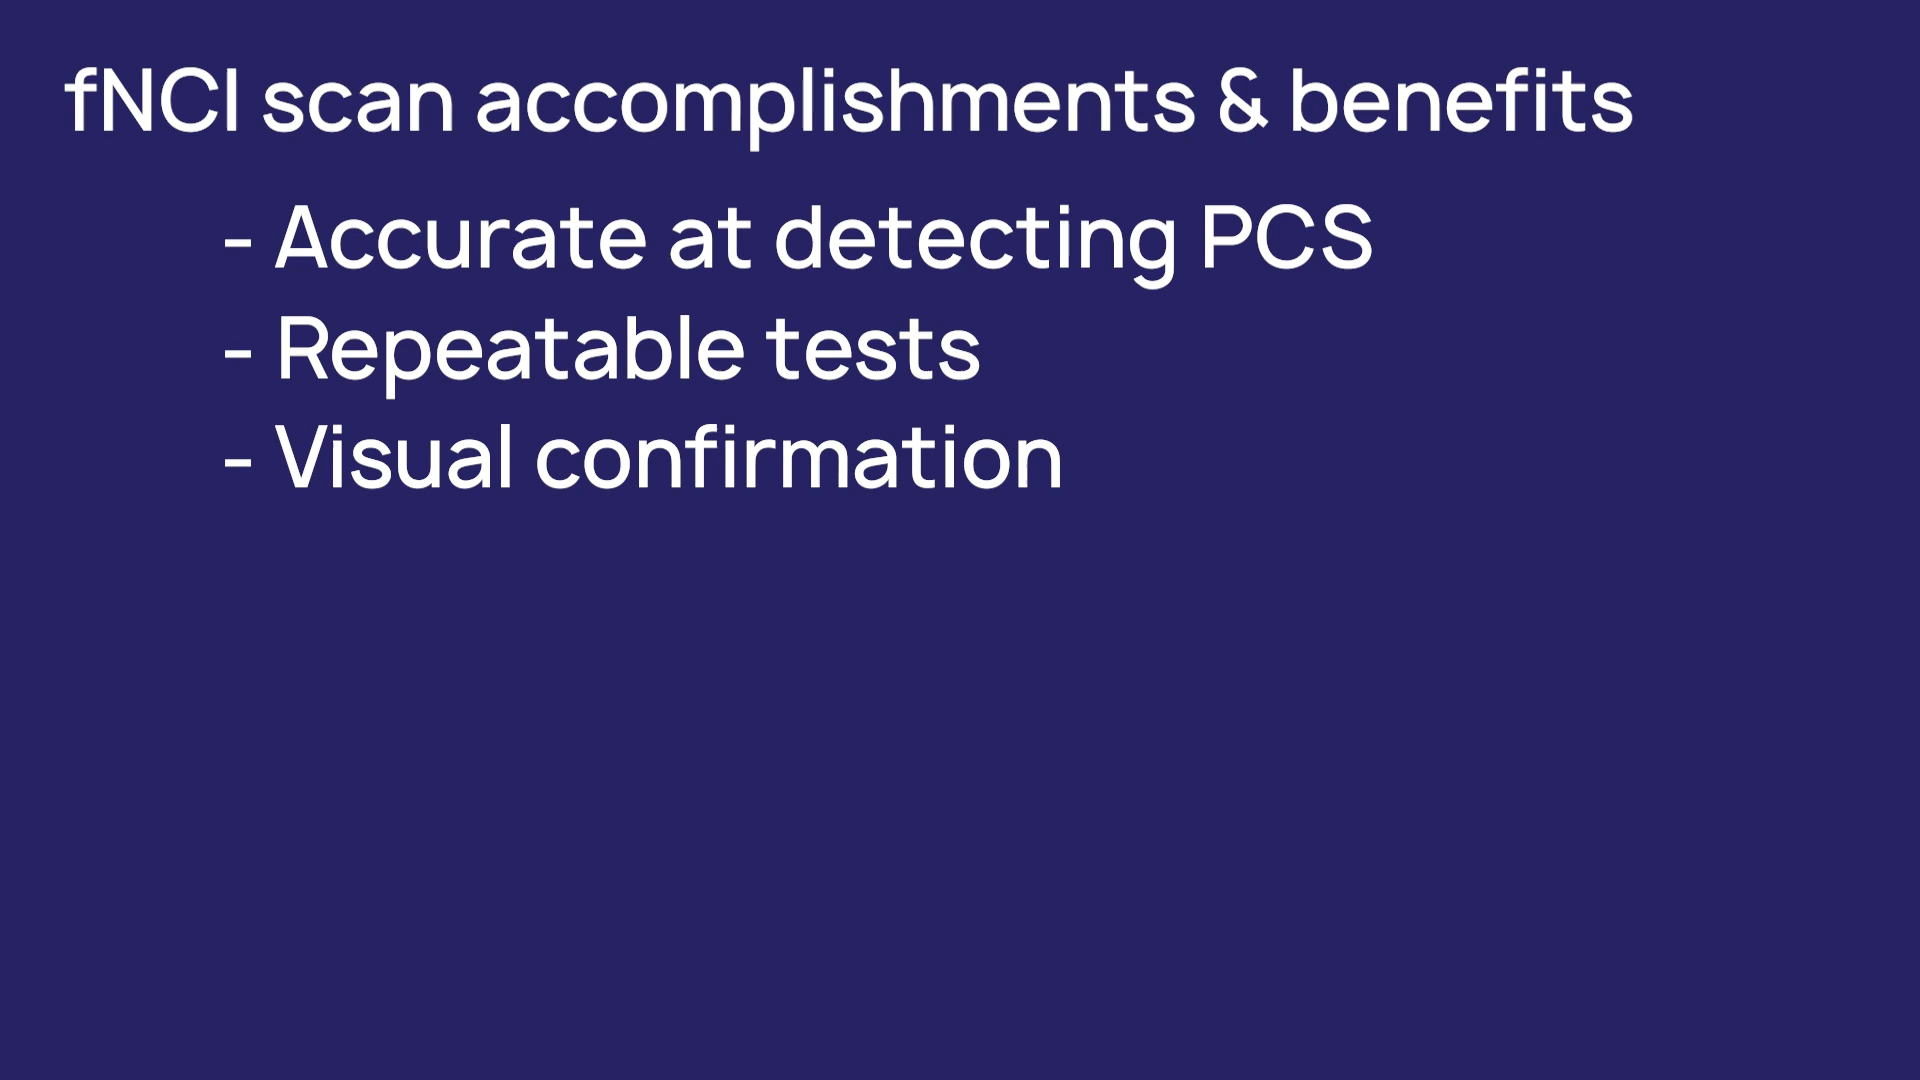 fNCI scan accomplishments & benefits
- Accurate at detecting PCS
- Repeatable tests
- Visual confirmation